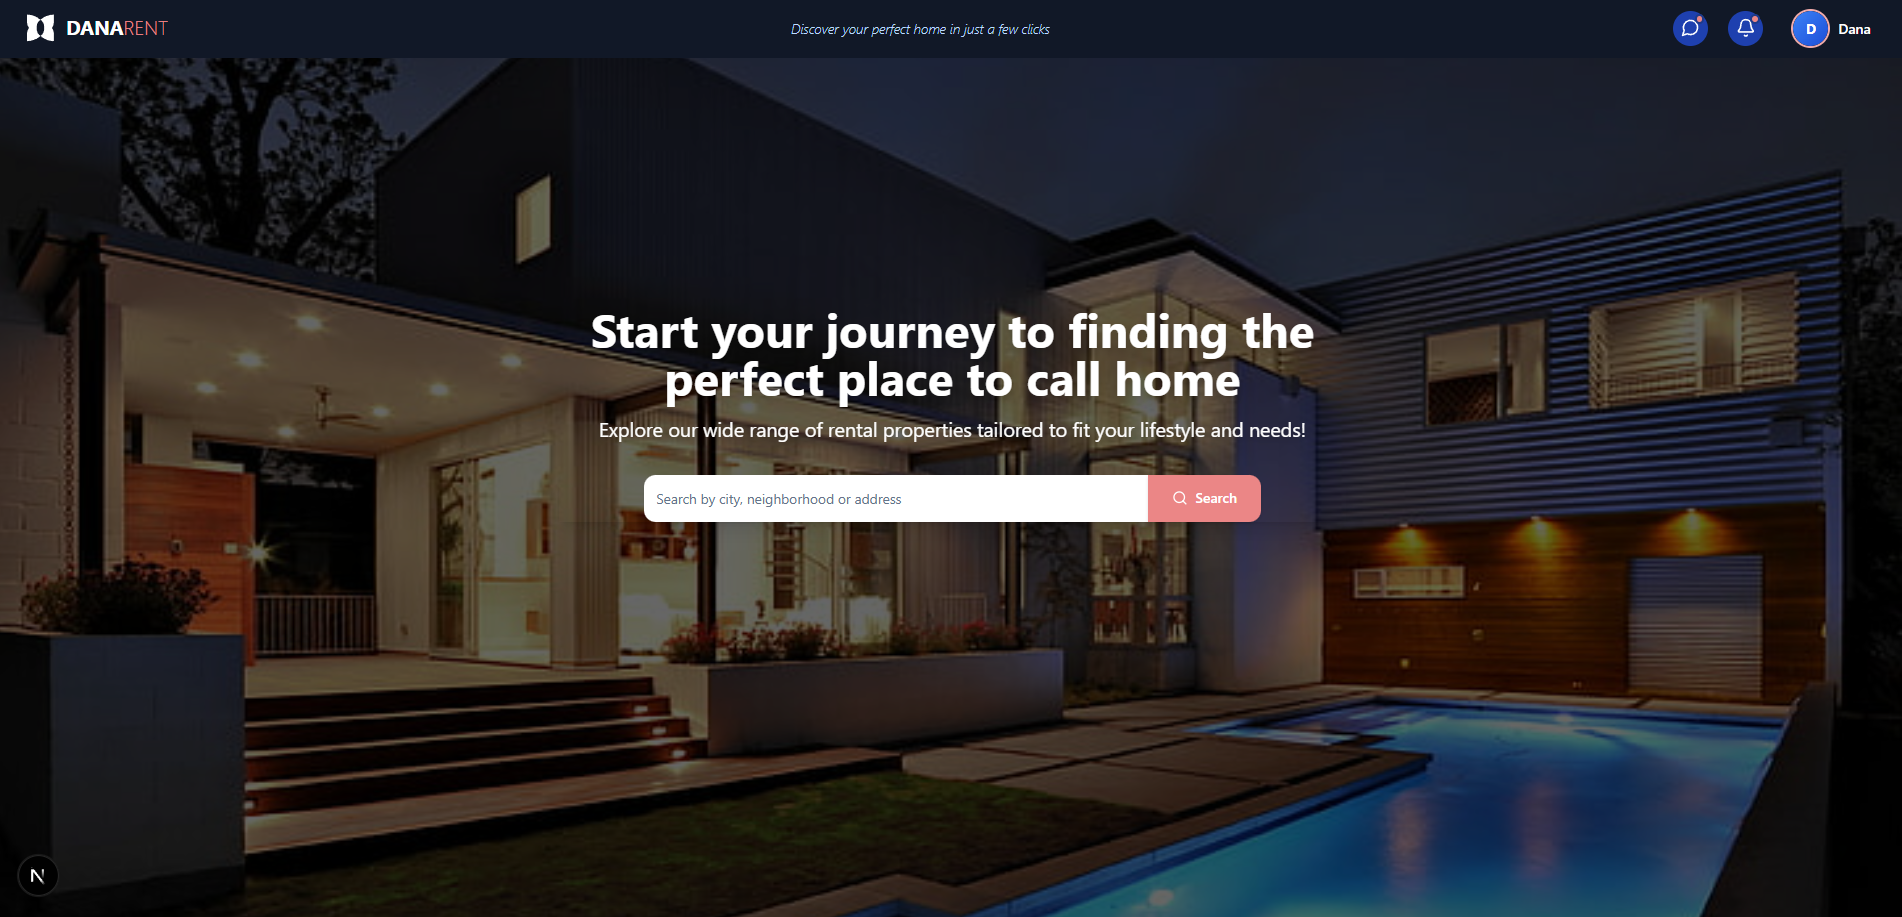 DANARENT
Discover your perfect home in just a few clicks
D
Dana
Start your journey to finding the
perfect place to call home
Explore our wide range of rental properties tailored to fit your lifestyle and needs!
Search by city, neighborhood or address
Search
N